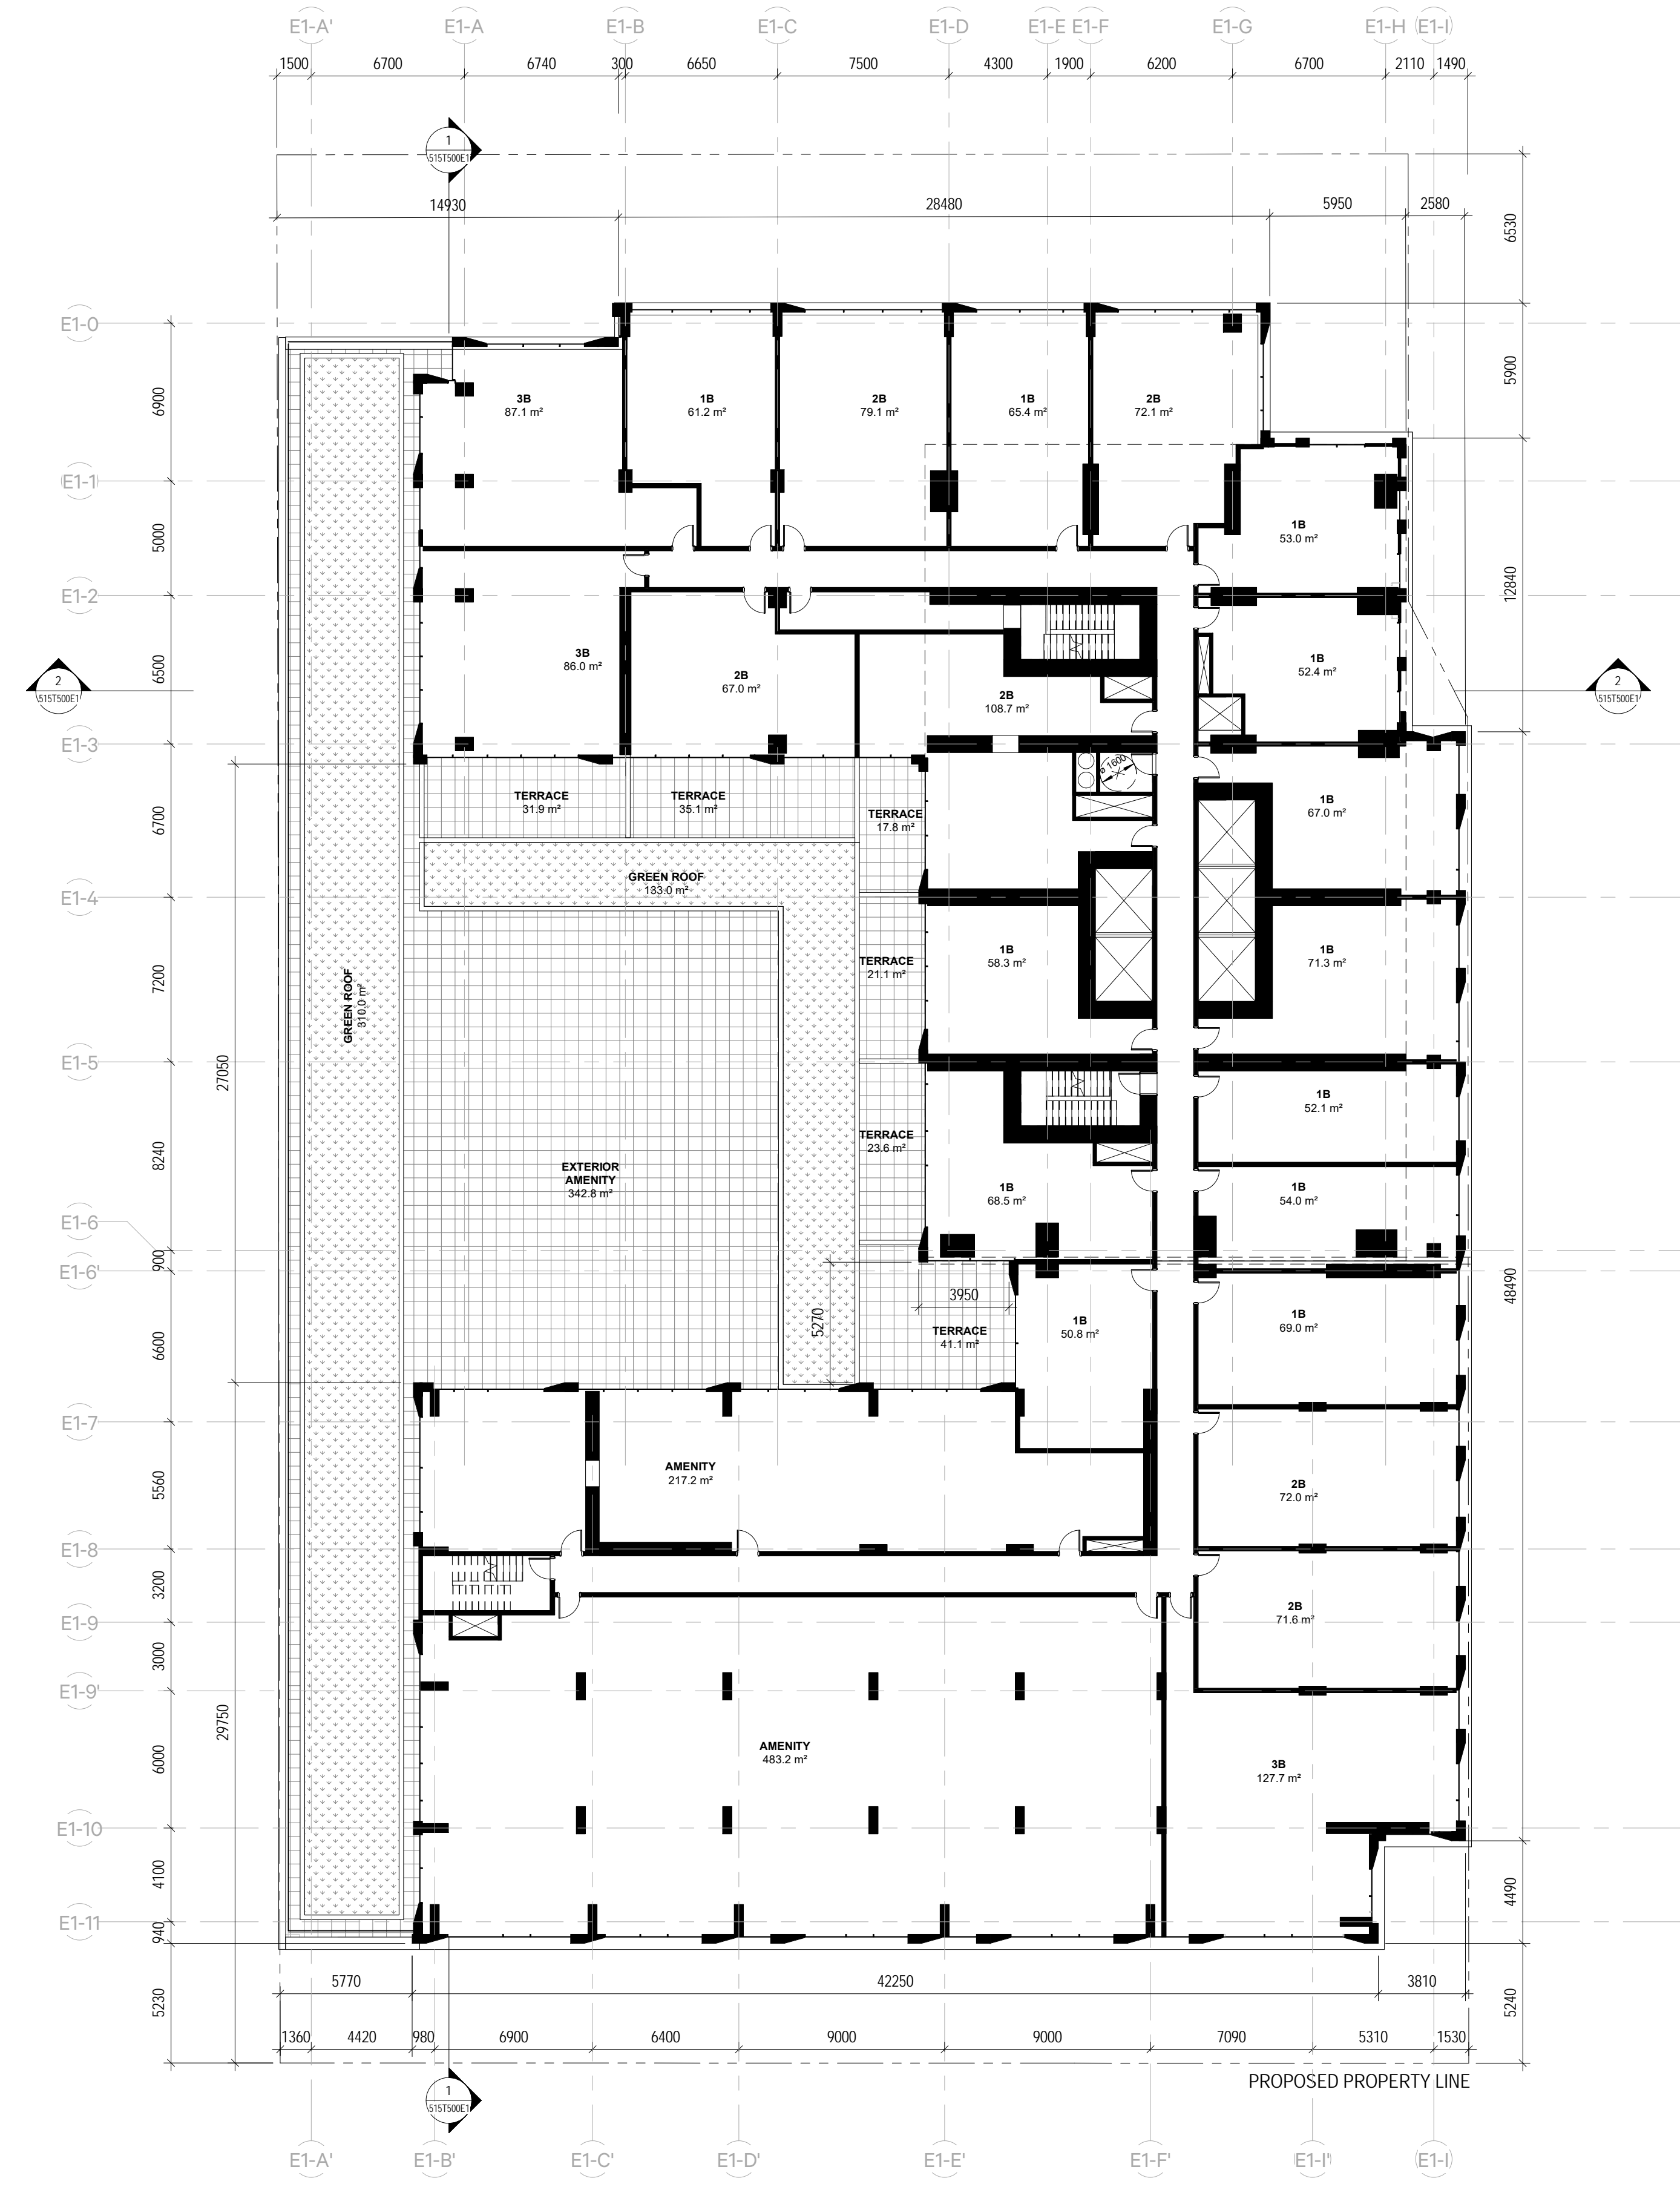 E1-A' E1-A E1-B E1-C E1-D E1-E E1-F E1-G E1-H E1-I
1500 6700 6740 300 6650 7500 4300 1900 6200 6700 2110 1490
1
515T500E1
14930 28480 5950 2580
6530
E1-0
5900
6900
3B
87.1 m²
1B
61.2 m²
2B
79.1 m²
1B
65.4 m²
2B
72.1 m²
E1-1
1B
53.0 m²
5000
E1-2
12840
6500
3B
86.0 m²
2B
67.0 m²
2B
108.7 m²
1B
52.4 m²
2
515T500E1
2
515T500E1
E1-3
ø 1600
TERRACE
31.9 m²
TERRACE
35.1 m²
TERRACE
17.8 m²
1B
67.0 m²
6700
GREEN ROOF
133.0 m²
E1-4
1B
58.3 m²
1B
71.3 m²
TERRACE
21.1 m²
7200
GREEN ROOF
310.0 m²
E1-5
27050
1B
52.1 m²
TERRACE
23.6 m²
8240
EXTERIOR
AMENITY
342.8 m²
1B
68.5 m²
1B
54.0 m²
E1-6
900
E1-6'
48490
3950
5270
TERRACE
41.1 m²
1B
50.8 m²
1B
69.0 m²
6600
E1-7
AMENITY
217.2 m²
2B
72.0 m²
5560
E1-8
3200
2B
71.6 m²
E1-9
3000
E1-9'
29750
AMENITY
483.2 m²
3B
127.7 m²
6000
E1-10
4100
4490
E1-11
940
5770 42250 3810
5230
5240
1360 4420 980 6900 6400 9000 9000 7090 5310 1530
PROPOSED PROPERTY LINE
1
515T500E1
E1-A' E1-B' E1-C' E1-D' E1-E' E1-F' E1-I' E1-I